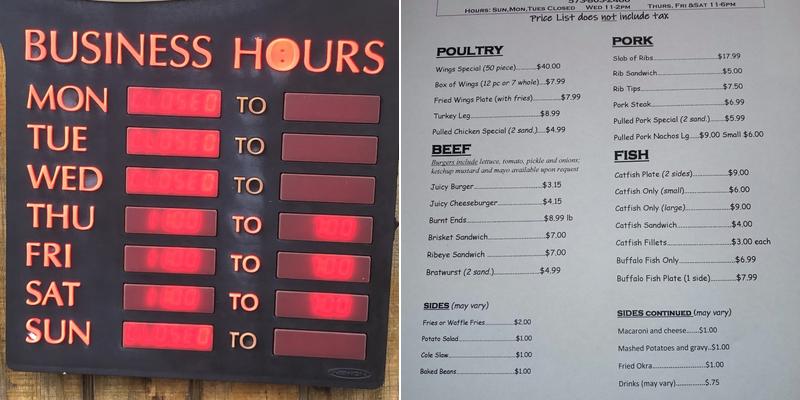 BUSINESS HOURS
MON CLOSED TO
TUE CLOSED TO
WED CLOSED TO
THU TO
FRI TO
SAT TO
SUN CLOSED TO
HOURS: SUN,MON,TUES CLOSED WED 11-2PM THURS, FRI &SAT 11-6PM
Price List does not include tax
POULTRY
Wings Special (50 piece)...............$40.00
Box of Wings (12 pc or 7 whole)....$7.99
Fried Wings Plate (with fries)............$7.99
Turkey Leg...............................$8.99
Pulled Chicken Special (2 sand.).....$4.99
BEEF
Burgers include lettuce, tomato, pickle and onions;
ketchup mustard and mayo available upon request
Juicy Burger...............................$3.15
Juicy Cheeseburger.....................$4.15
Burnt Ends...............................$8.99 lb
Brisket Sandwich........................$7.00
Ribeye Sandwich........................$7.00
Bratwurst (2 sand.).....................$4.99
SIDES (may vary)
Fries or Waffle Fries...............$2.00
Potato Salad........................$1.00
Cole Slaw...........................$1.00
Baked Beans........................$1.00
PORK
Slab of Ribs...........................$17.99
Rib Sandwich...........................$5.00
Rib Tips...............................$7.50
Pork Steak.............................$6.99
Pulled Pork Special (2 sand.).....$5.99
Pulled Pork Nachos Lg.....$9.00 Small $6.00
FISH
Catfish Plate (2 sides)...............$9.00
Catfish Only (small)..................$6.00
Catfish Only (large)..................$9.00
Catfish Sandwich......................$4.00
Catfish Fillets........................$3.00 each
Buffalo Fish Only.....................$6.99
Buffalo Fish Plate (1 side)..........$7.99
SIDES CONTINUED (may vary)
Macaroni and cheese......$1.00
Mashed Potatoes and gravy..$1.00
Fried Okra..................$1.00
Drinks (may vary)...............$.75